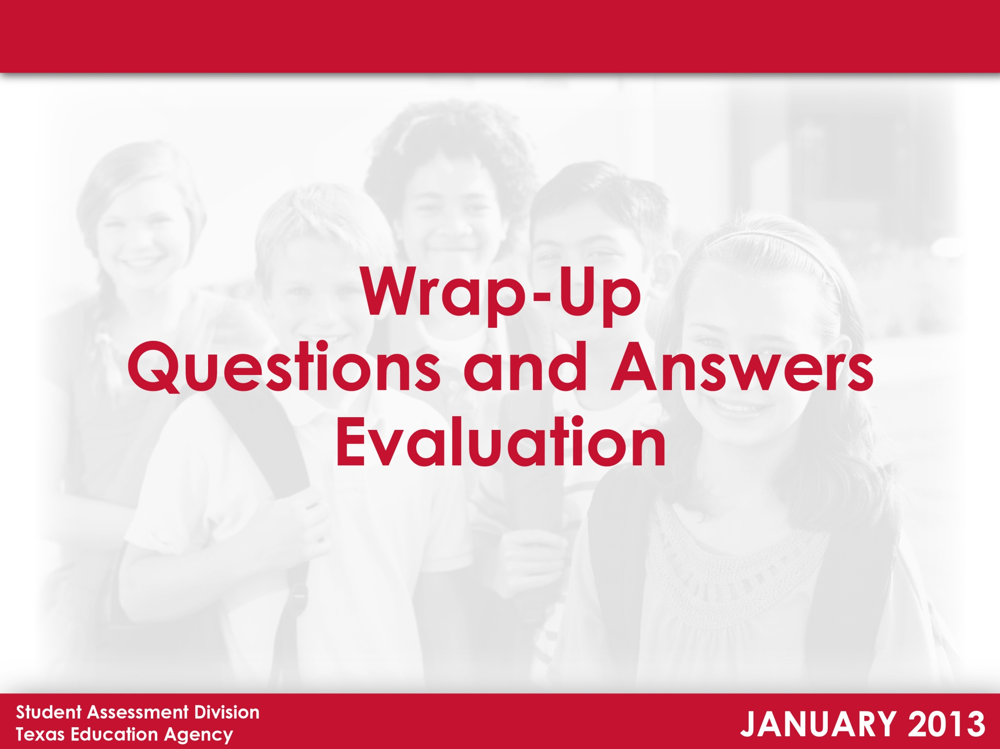 Wrap-Up
Questions and Answers
Evaluation
Student Assessment Division
Texas Education Agency
JANUARY 2013